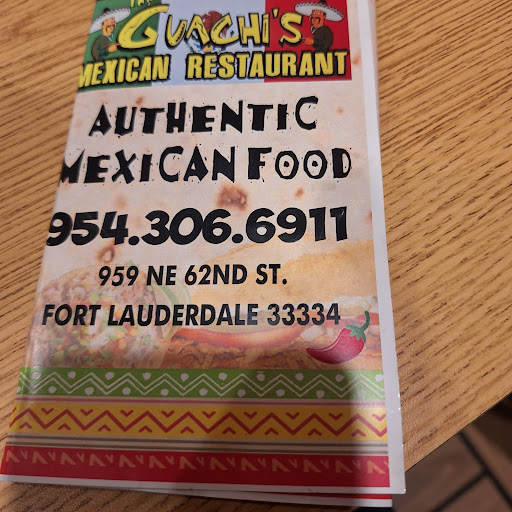 GUACHI'S
MEXICAN RESTAURANT
AUTHENTIC
MEXICAN FOOD
954.306.6911
959 NE 62ND ST.
FORT LAUDERDALE 33334